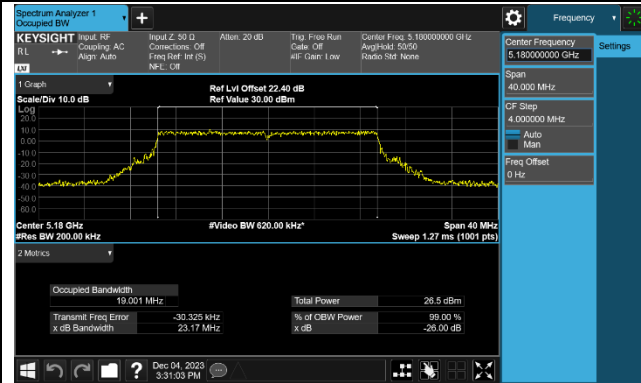 Spectrum Analyzer 1
Occupied BW
+
Frequency
KEYSIGHT
RL
LXI
Input: RF
Coupling: AC
Align: Auto
Input Z: 50 Ω
Corrections: Off
Freq Ref: Int (S)
NFE: Off
Atten: 20 dB
Trig: Free Run
Gate: Off
#IF Gain: Low
Center Freq: 5.180000000 GHz
Avg|Hold: 50/50
Radio Std: None
Center Frequency
5.180000000 GHz
Settings
Span
40.000 MHz
CF Step
4.000000 MHz
Auto
Man
Freq Offset
0 Hz
1 Graph
Scale/Div 10.0 dB
Ref Lvl Offset 22.40 dB
Ref Value 30.00 dBm
Log
20.0
10.0
0.00
-10.0
-20.0
-30.0
-40.0
-50.0
-60.0
Center 5.18 GHz
#Res BW 200.00 kHz
#Video BW 620.00 kHz*
Span 40 MHz
Sweep 1.27 ms (1001 pts)
2 Metrics
Occupied Bandwidth
19.001 MHz
Total Power 26.5 dBm
Transmit Freq Error -30.325 kHz
% of OBW Power 99.00 %
x dB Bandwidth 23.17 MHz
x dB -26.00 dB
?
Dec 04, 2023
3:31:03 PM